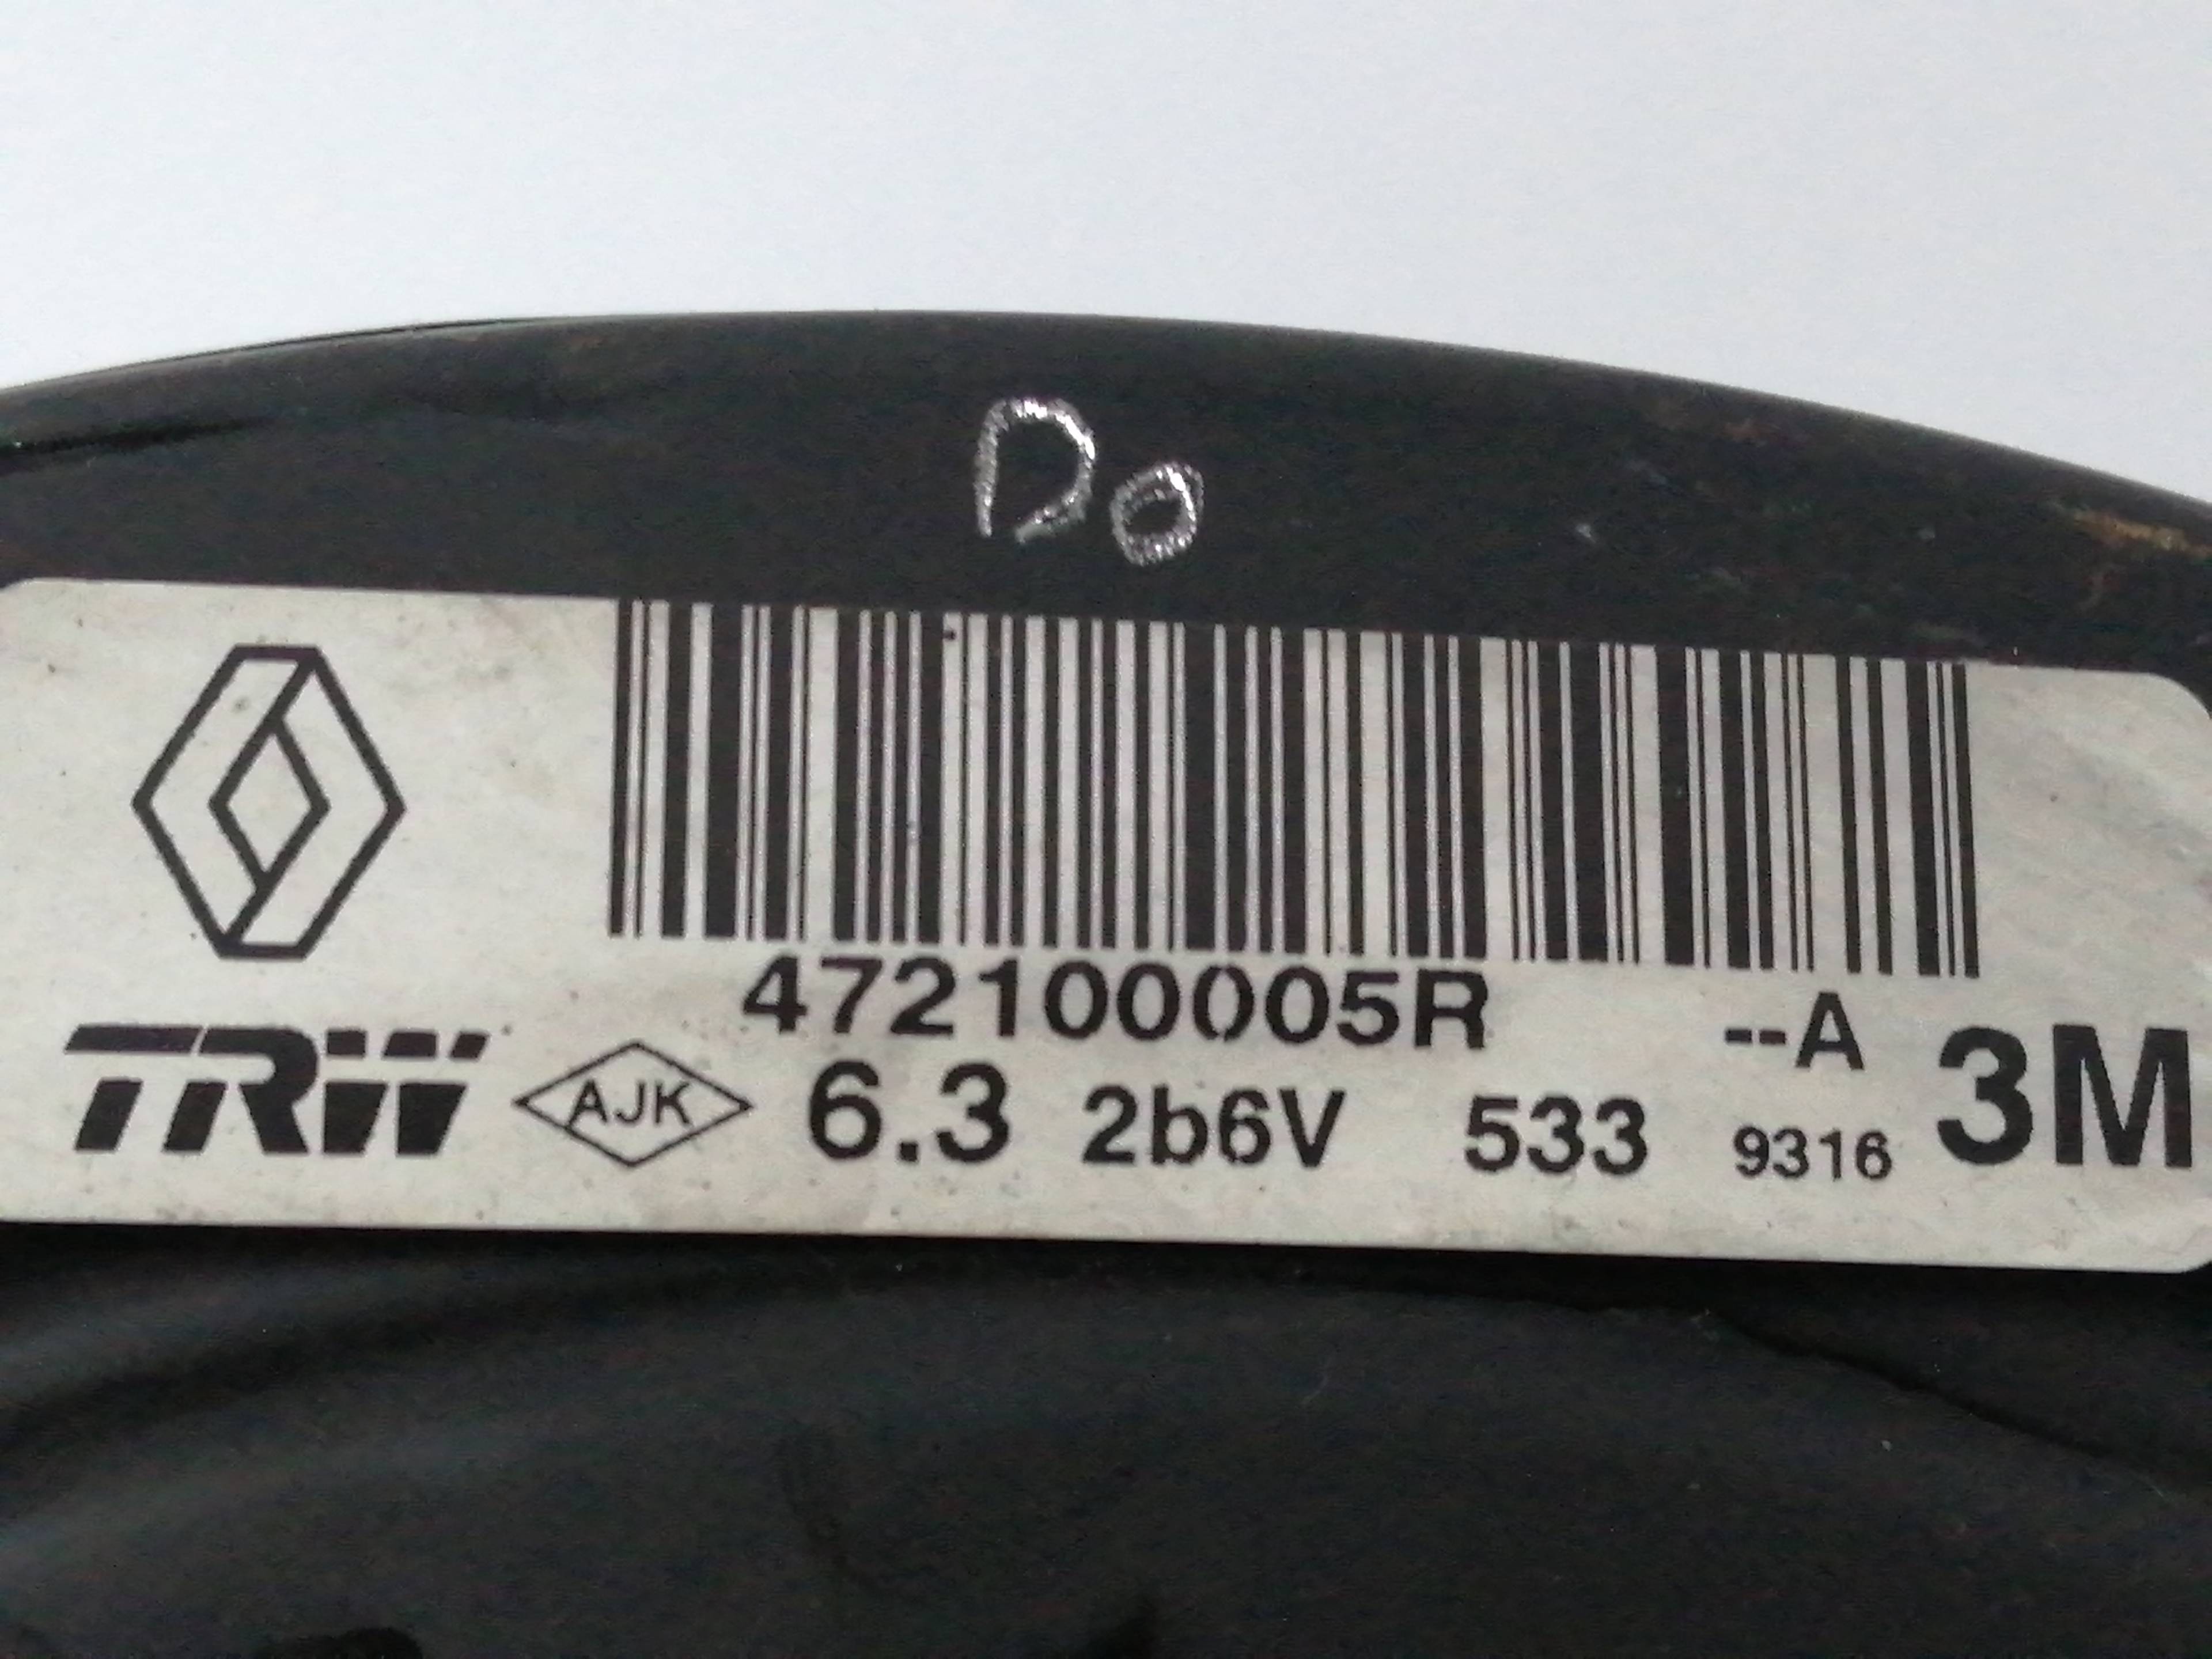 Do
472100005R --A
TRW AJK 6.3 2b6V 533 9316 3M